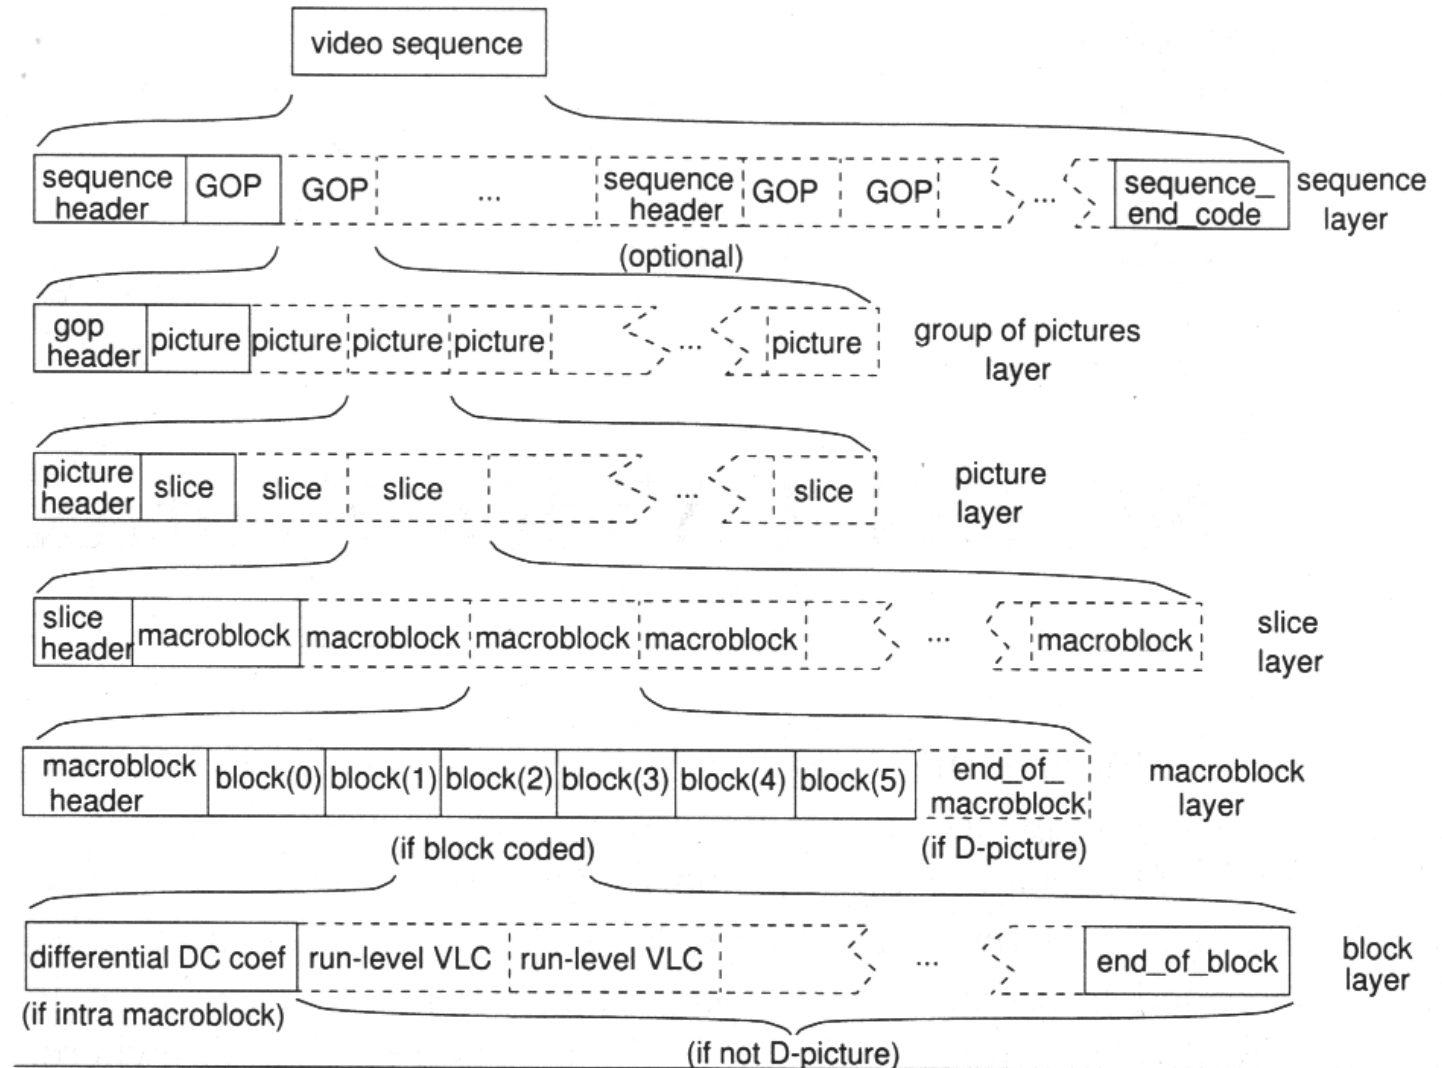 video sequence
sequence header GOP GOP ... sequence header GOP GOP ... sequence_ end_code sequence layer
(optional)
gop header picture picture picture picture ... picture group of pictures layer
picture header slice slice slice ... slice picture layer
slice header macroblock macroblock macroblock macroblock ... macroblock slice layer
macroblock header block(0) block(1) block(2) block(3) block(4) block(5) end_of_ macroblock macroblock layer
(if block coded) (if D-picture)
differential DC coef run-level VLC run-level VLC ... end_of_block block layer
(if intra macroblock)
(if not D-picture)